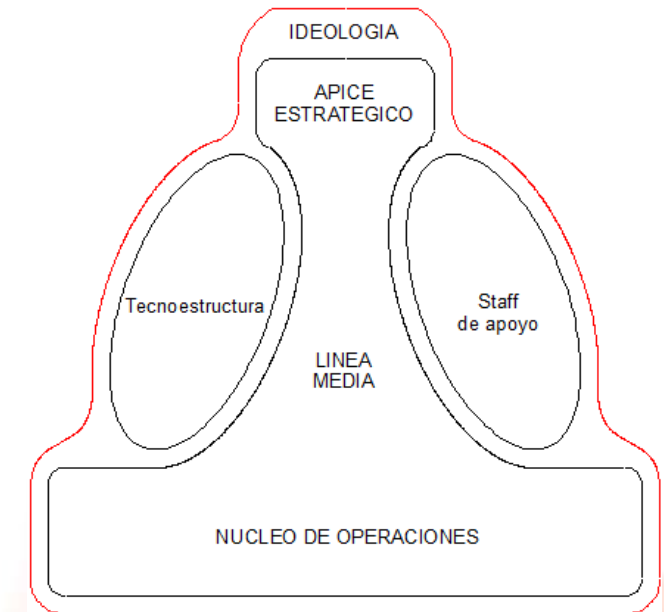 IDEOLOGIA
APICE
ESTRATEGICO
Tecnoestructura
Staff
de apoyo
LINEA
MEDIA
NUCLEO DE OPERACIONES